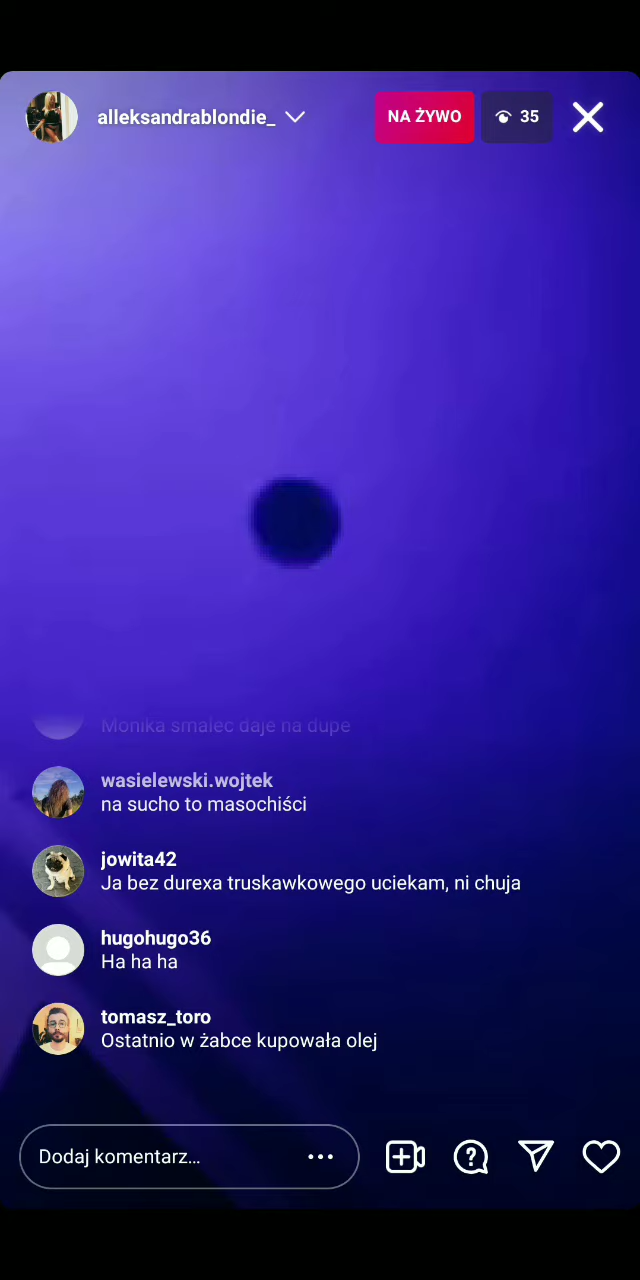 alleksandrablondie_
NA ŻYWO
35
Monika smalec daje na dupe
wasielewski.wojtek
na sucho to masochiści
jowita42
Ja bez durexa truskawkowego uciekam, ni chuja
hugohugo36
Ha ha ha
tomasz_toro
Ostatnio w żabce kupowała olej
Dodaj komentarz...